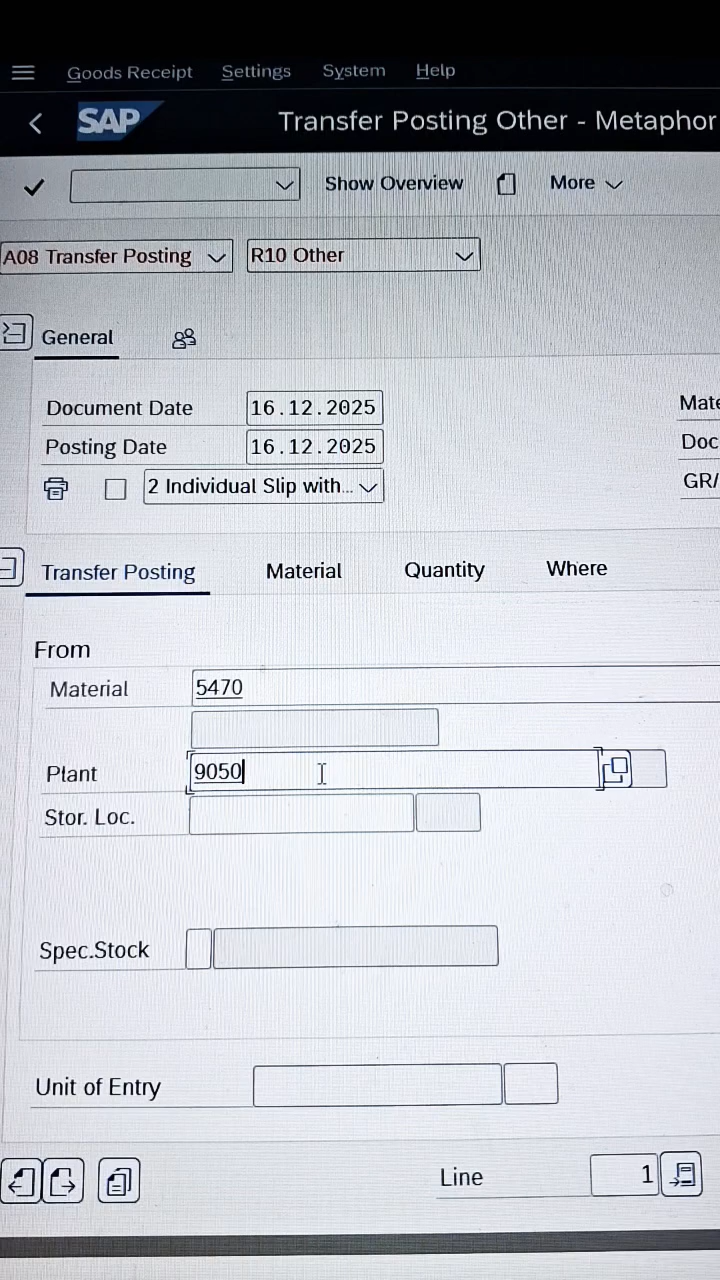 Goods Receipt Settings System Help
SAP Transfer Posting Other - Metaphor
Show Overview More
A08 Transfer Posting R10 Other
General
Document Date 16.12.2025 Mate
Posting Date 16.12.2025 Doc
2 Individual Slip with... GR/
Transfer Posting Material Quantity Where
From
Material 5470
Plant 9050
Stor. Loc.
Spec.Stock
Unit of Entry
Line 1